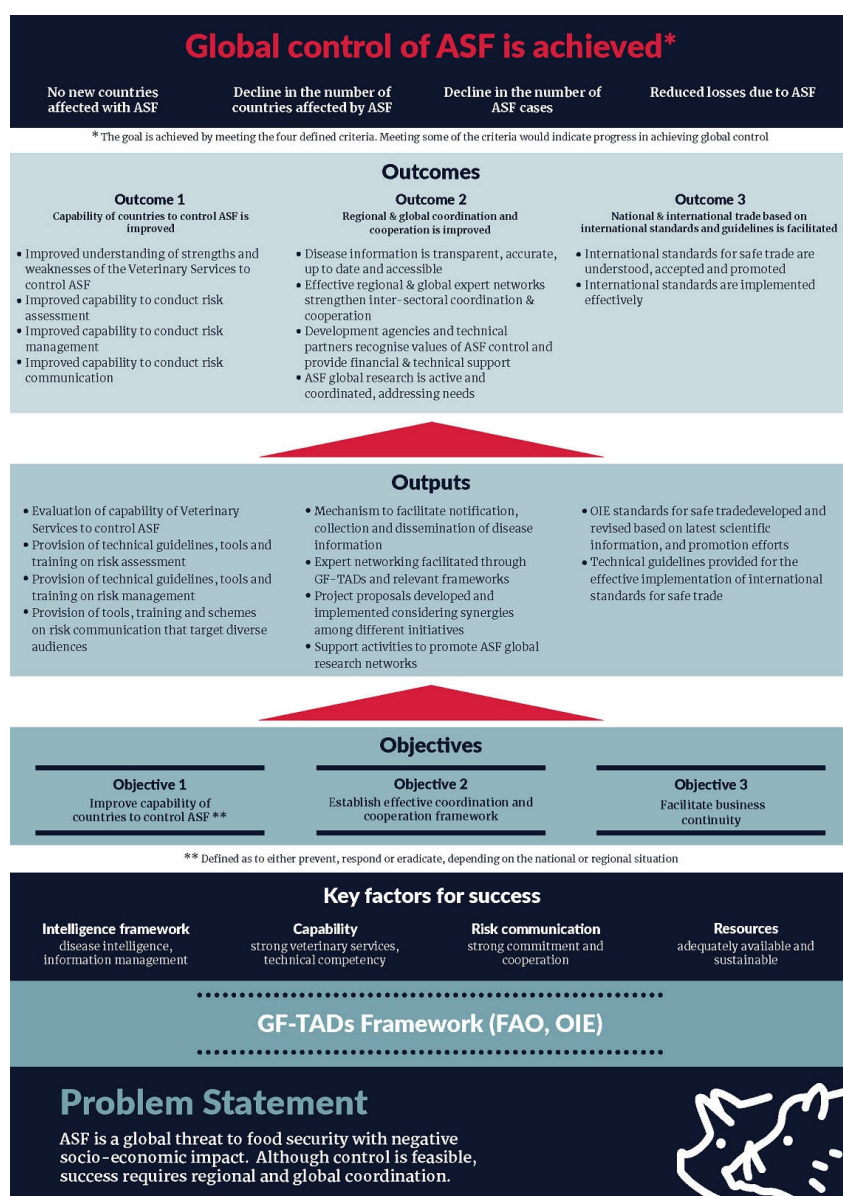 Global control of ASF is achieved*
No new countries
affected with ASF
Decline in the number of
countries affected by ASF
Decline in the number of
ASF cases
Reduced losses due to ASF
* The goal is achieved by meeting the four defined criteria. Meeting some of the criteria would indicate progress in achieving global control
Outcomes
Outcome 1
Capability of countries to control ASF is
improved
• Improved understanding of strengths and
weaknesses of the Veterinary Services to
control ASF
• Improved capability to conduct risk
assessment
• Improved capability to conduct risk
management
• Improved capability to conduct risk
communication
Outcome 2
Regional & global coordination and
cooperation is improved
• Disease information is transparent, accurate,
up to date and accessible
• Effective regional & global expert networks
strengthen inter-sectoral coordination &
cooperation
• Development agencies and technical
partners recognise values of ASF control and
provide financial & technical support
• ASF global research is active and
coordinated, addressing needs
Outcome 3
National & international trade based on
international standards and guidelines is facilitated
• International standards for safe trade are
understood, accepted and promoted
• International standards are implemented
effectively
Outputs
• Evaluation of capability of Veterinary
Services to control ASF
• Provision of technical guidelines, tools and
training on risk assessment
• Provision of technical guidelines, tools and
training on risk management
• Provision of tools, training and schemes
on risk communication that target diverse
audiences
• Mechanism to facilitate notification,
collection and dissemination of disease
information
• Expert networking facilitated through
GF-TADs and relevant frameworks
• Project proposals developed and
implemented considering synergies
among different initiatives
• Support activities to promote ASF global
research networks
• OIE standards for safe tradedeveloped and
revised based on latest scientific
information, and promotion efforts
• Technical guidelines provided for the
effective implementation of international
standards for safe trade
Objectives
Objective 1
Improve capability of
countries to control ASF **
Objective 2
Establish effective coordination and
cooperation framework
Objective 3
Facilitate business
continuity
** Defined as to either prevent, respond or eradicate, depending on the national or regional situation
Key factors for success
Intelligence framework
disease intelligence,
information management
Capability
strong veterinary services,
technical competency
Risk communication
strong commitment and
cooperation
Resources
adequately available and
sustainable
GF-TADs Framework (FAO, OIE)
Problem Statement
ASF is a global threat to food security with negative
socio-economic impact. Although control is feasible,
success requires regional and global coordination.